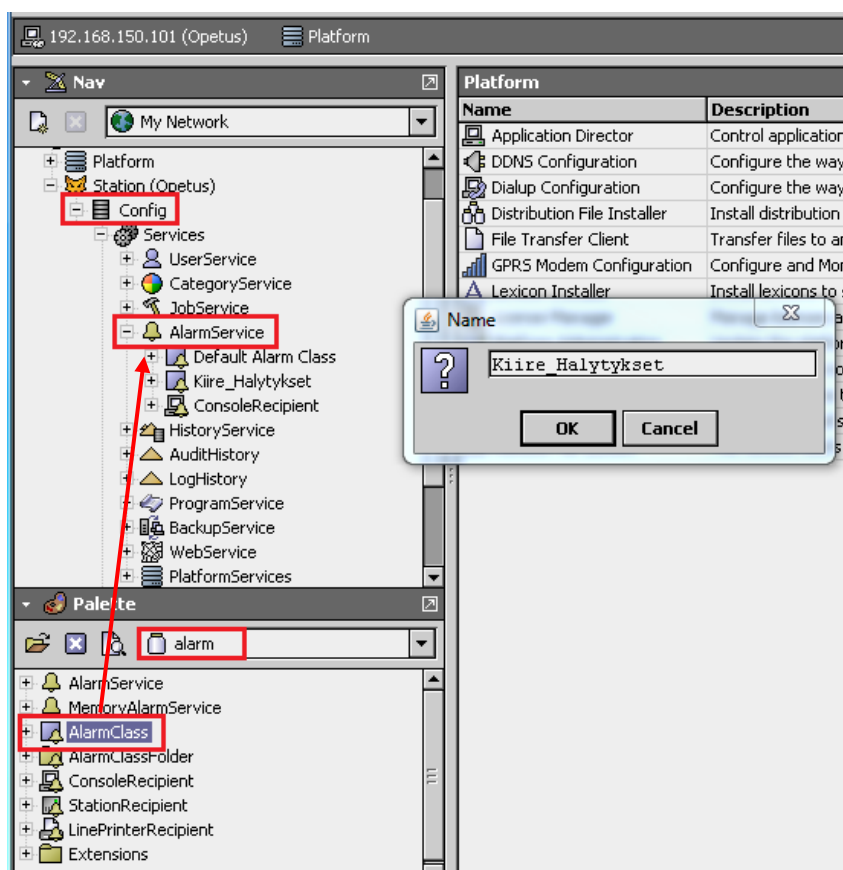 192.168.150.101 (Opetus) Platform
Nav
My Network
Platform
Station (Opetus)
Config
Services
UserService
CategoryService
JobService
AlarmService
Default Alarm Class
Kiire_Halytykset
ConsoleRecipient
HistoryService
AuditHistory
LogHistory
ProgramService
BackupService
WebService
PlatformServices
Palette
alarm
AlarmService
MemoryAlarmService
AlarmClass
AlarmClassFolder
ConsoleRecipient
StationRecipient
LinePrinterRecipient
Extensions
Platform
Name Description
Application Director Control application
DDNS Configuration Configure the way
Dialup Configuration Configure the way
Distribution File Installer Install distribution
File Transfer Client Transfer files to
GPRS Modem Configuration Configure and Mor
Lexicon Installer Install lexicons to
Name
Kiire_Halytykset
OK Cancel